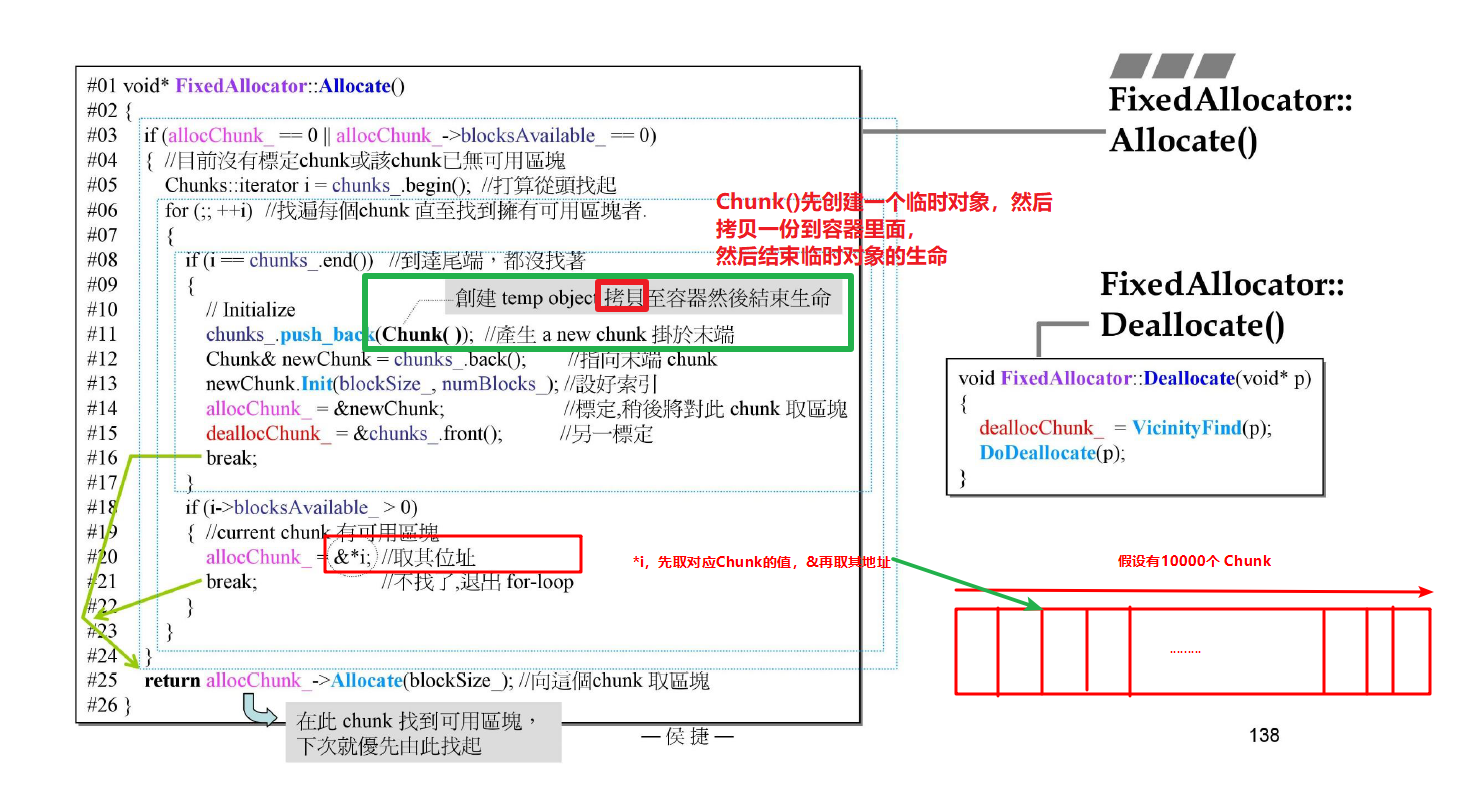 #01 void* FixedAllocator::Allocate()
#02 {
#03 if (allocChunk_ == 0 || allocChunk_->blocksAvailable_ == 0)
#04 { //目前沒有標定chunk或該chunk已無可用區塊
#05 Chunks::iterator i = chunks_.begin(); //打算從頭找起
#06 for (;; ++i) //找遍每個chunk 直至找到擁有可用區塊者.
#07 {
#08 if (i == chunks_.end()) //到達尾端，都沒找著
#09 {
創建 temp object 拷貝至容器然後結束生命
#10 // Initialize
#11 chunks_.push_back(Chunk( )); //產生 a new chunk 掛於末端
#12 Chunk& newChunk = chunks_.back(); //指向末端 chunk
#13 newChunk.Init(blockSize_, numBlocks_); //設好索引
#14 allocChunk_ = &newChunk; //標定,稍後將對此 chunk 取區塊
#15 deallocChunk_ = &chunks_.front(); //另一標定
#16 break;
#17 }
#18 if (i->blocksAvailable_ > 0)
#19 { //current chunk 有可用區塊
#20 allocChunk_ = &*i; //取其位址
#21 break; //不找了,退出 for-loop
#22 }
#23 }
#24 }
#25 return allocChunk_->Allocate(blockSize_); //向這個chunk 取區塊
#26 }
在此 chunk 找到可用區塊，
下次就優先由此找起
Chunk()先创建一个临时对象，然后
拷贝一份到容器里面，
然后结束临时对象的生命
*i，先取对应Chunk的值，&再取其地址
— 侯 捷 —
FixedAllocator::
Allocate()
FixedAllocator::
Deallocate()
void FixedAllocator::Deallocate(void* p)
{
deallocChunk_ = VicinityFind(p);
DoDeallocate(p);
}
假设有10000个 Chunk
.........
138